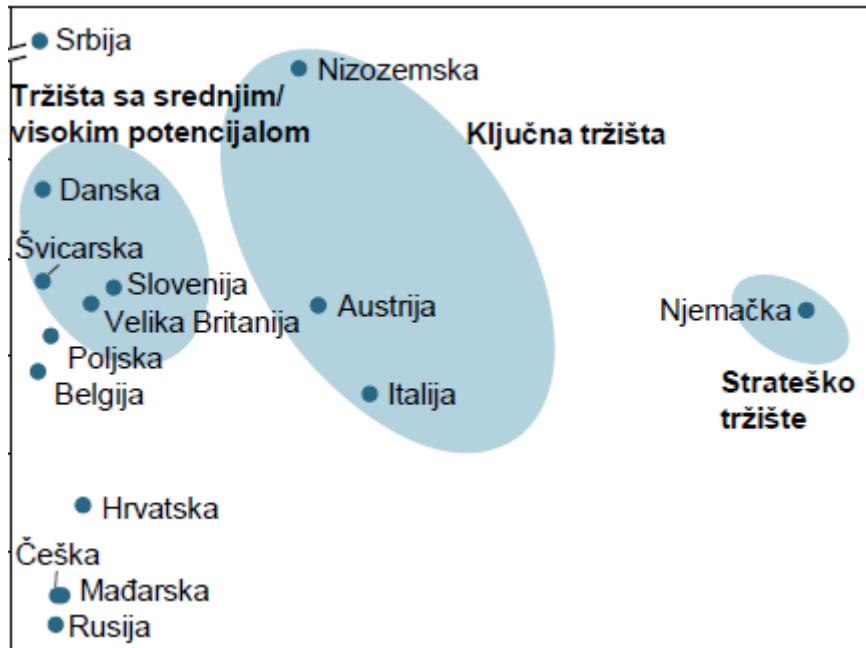 Srbija
Nizozemska
Tržišta sa srednjim/
visokim potencijalom
Ključna tržišta
Danska
Švicarska
Slovenija
Velika Britanija
Austrija
Njemačka
Poljska
Belgija
Italija
Strateško
tržište
Hrvatska
Češka
Mađarska
Rusija